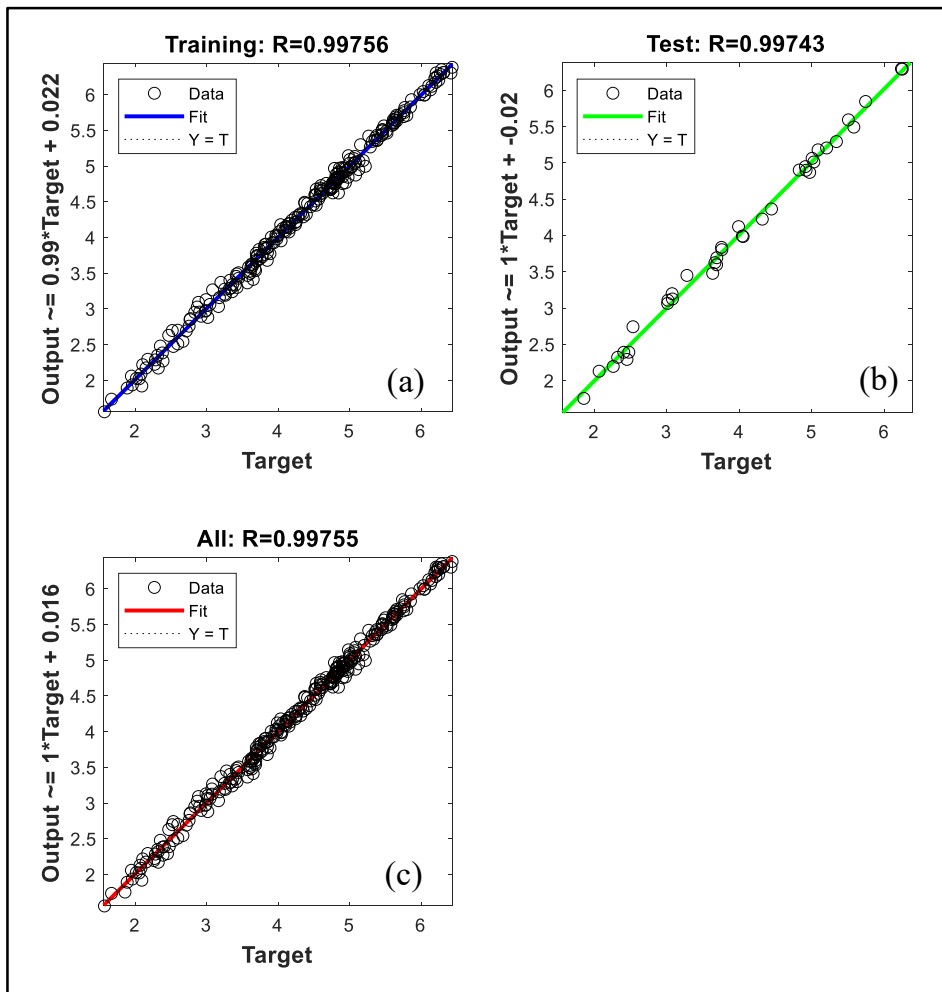 Training: R=0.99756
Output ~= 0.99*Target + 0.022
6
5.5
5
4.5
4
3.5
3
2.5
2
Data
Fit
Y = T
(a)
2 3 4 5 6
Target
Test: R=0.99743
Output ~= 1*Target + -0.02
6
5.5
5
4.5
4
3.5
3
2.5
2
Data
Fit
Y = T
(b)
2 3 4 5 6
Target
All: R=0.99755
Output ~= 1*Target + 0.016
6
5.5
5
4.5
4
3.5
3
2.5
2
Data
Fit
Y = T
(c)
2 3 4 5 6
Target